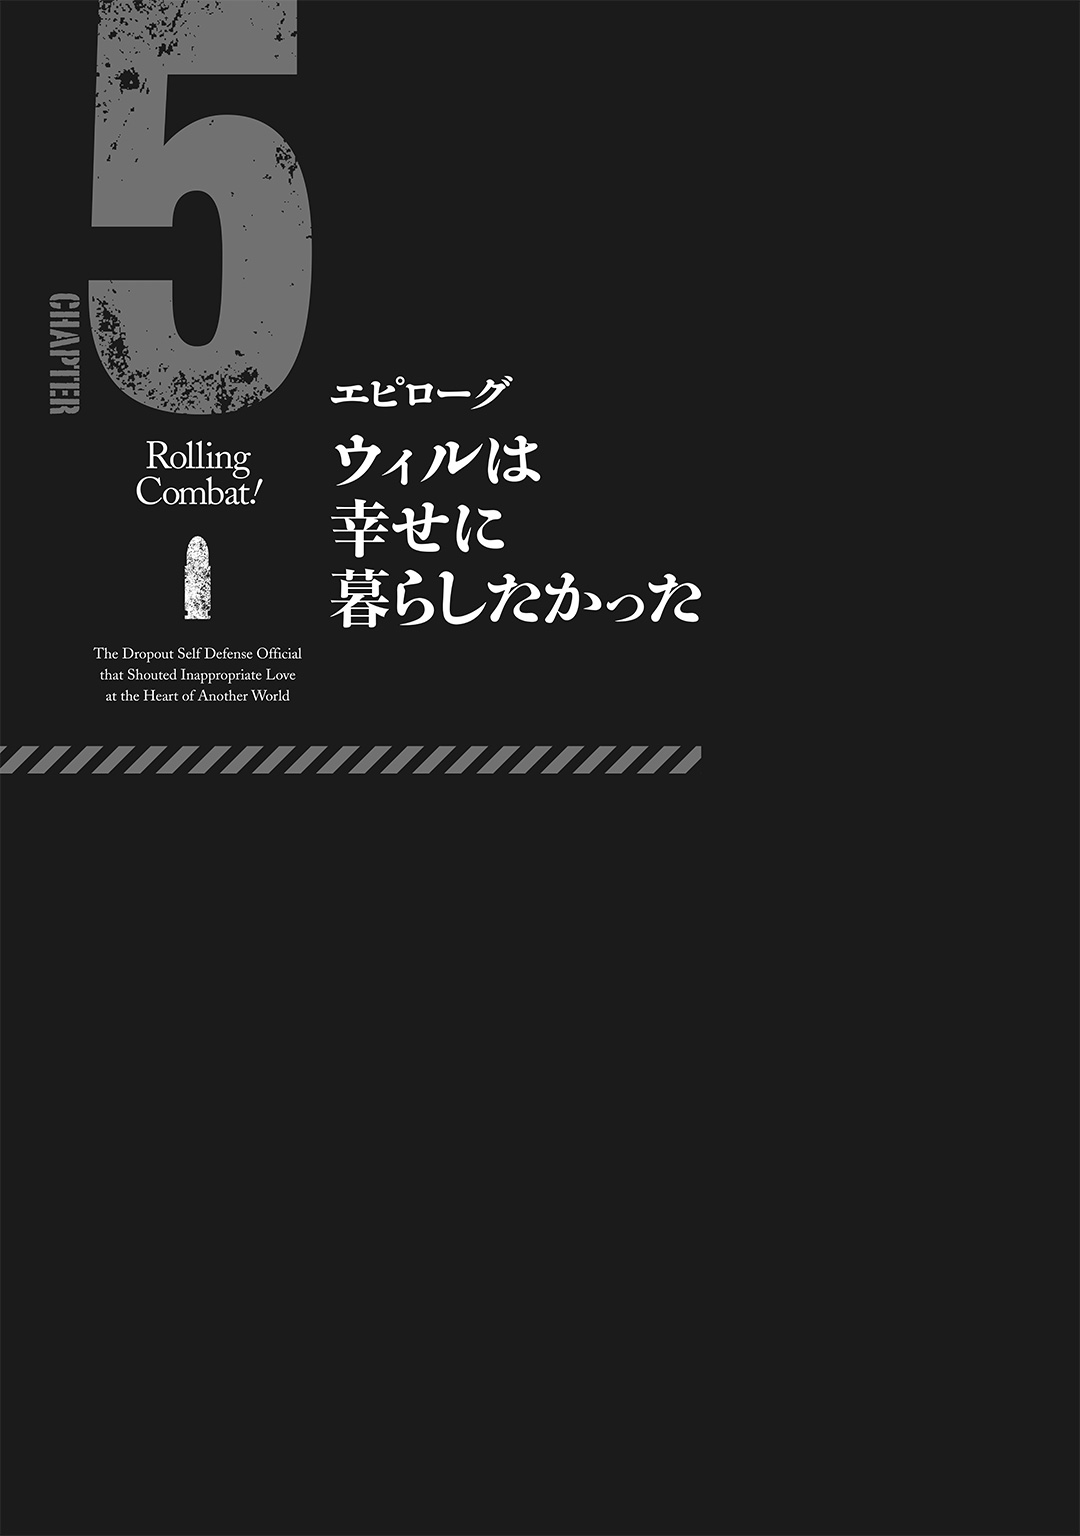 5
CHAPTER
Rolling
Combat!
The Dropout Self Defense Official
that Shouted Inappropriate Love
at the Heart of Another World
エピローグ
ウィルは
幸せに
暮らしたかった